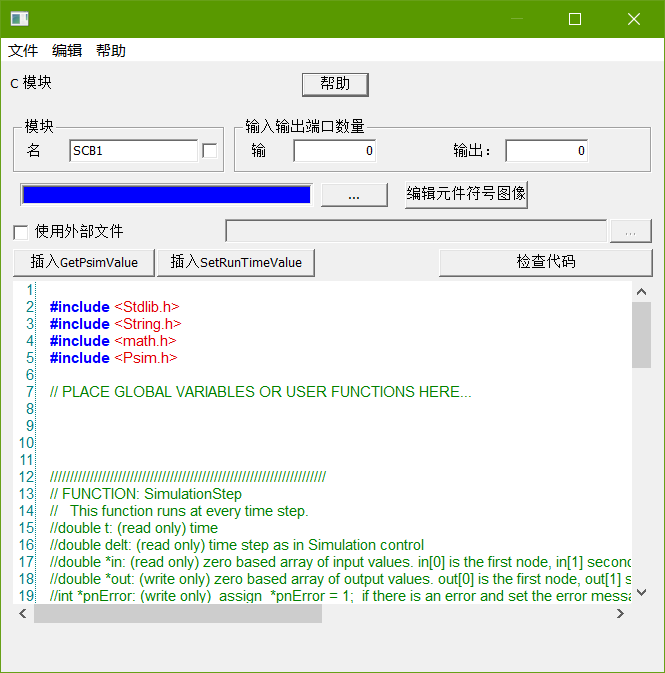 文件 编辑 帮助
C 模块 帮助
模块 输入输出端口数量
名 SCB1 输 0 输出: 0
... 编辑元件符号图像
使用外部文件 ...
插入GetPsimValue 插入SetRunTimeValue 检查代码
1
2 #include <Stdlib.h>
3 #include <String.h>
4 #include <math.h>
5 #include <Psim.h>
6
7 // PLACE GLOBAL VARIABLES OR USER FUNCTIONS HERE...
8
9
10
11
12 /////////////////////////////////////////////////////////////////////
13 // FUNCTION: SimulationStep
14 //   This function runs at every time step.
15 //double t: (read only) time
16 //double delt: (read only) time step as in Simulation control
17 //double *in: (read only) zero based array of input values. in[0] is the first node, in[1] second
18 //double *out: (write only) zero based array of output values. out[0] is the first node, out[1] s
19 //int *pnError: (write only)  assign  *pnError = 1;  if there is an error and set the error messa